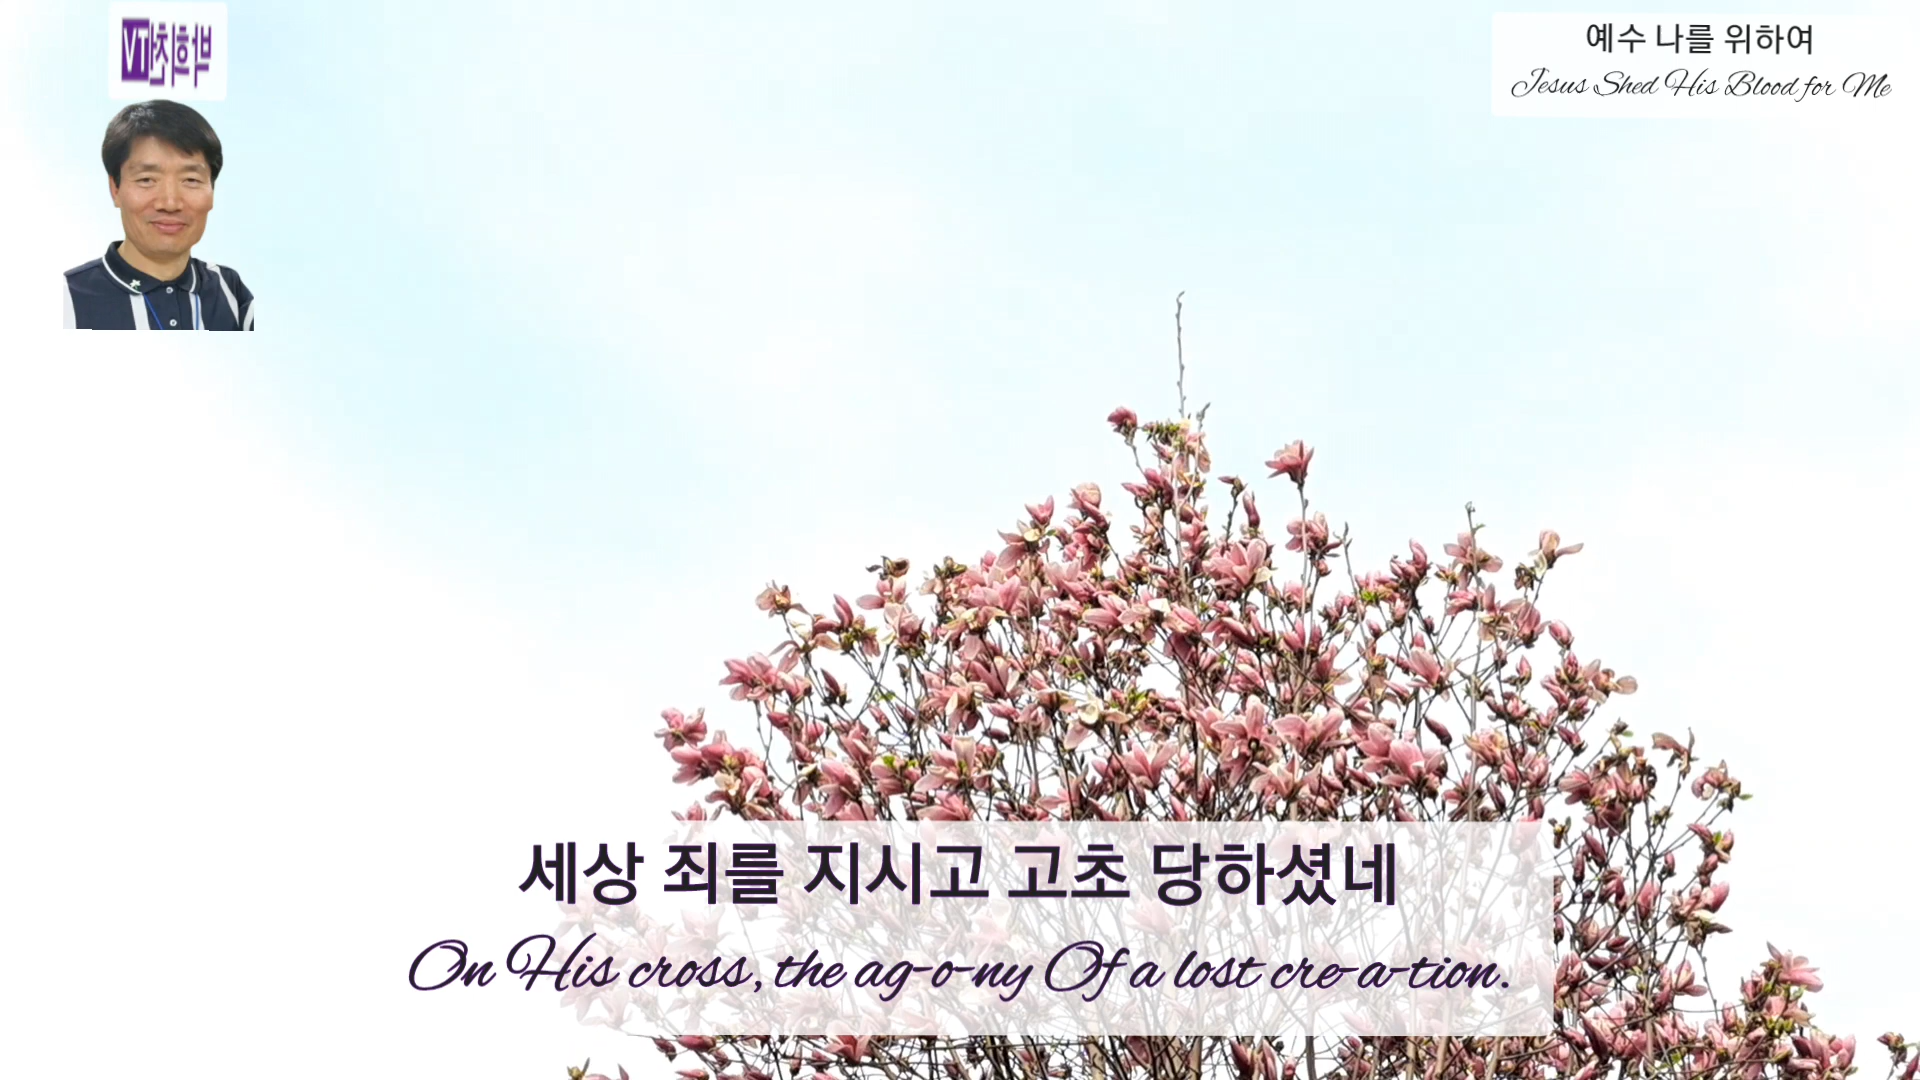 박희찬TV
예수 나를 위하여
Jesus Shed His Blood for Me
세상 죄를 지시고 고초 당하셨네
On His cross, the ag-o-ny Of a lost cre-a-tion.